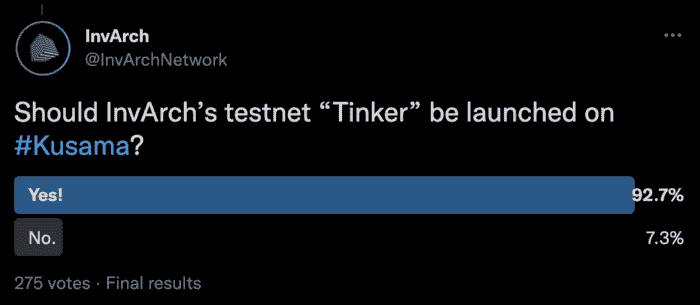 InvArch
@InvArchNetwork
Should InvArch’s testnet “Tinker” be launched on
#Kusama?
Yes! 92.7%
No. 7.3%
275 votes · Final results